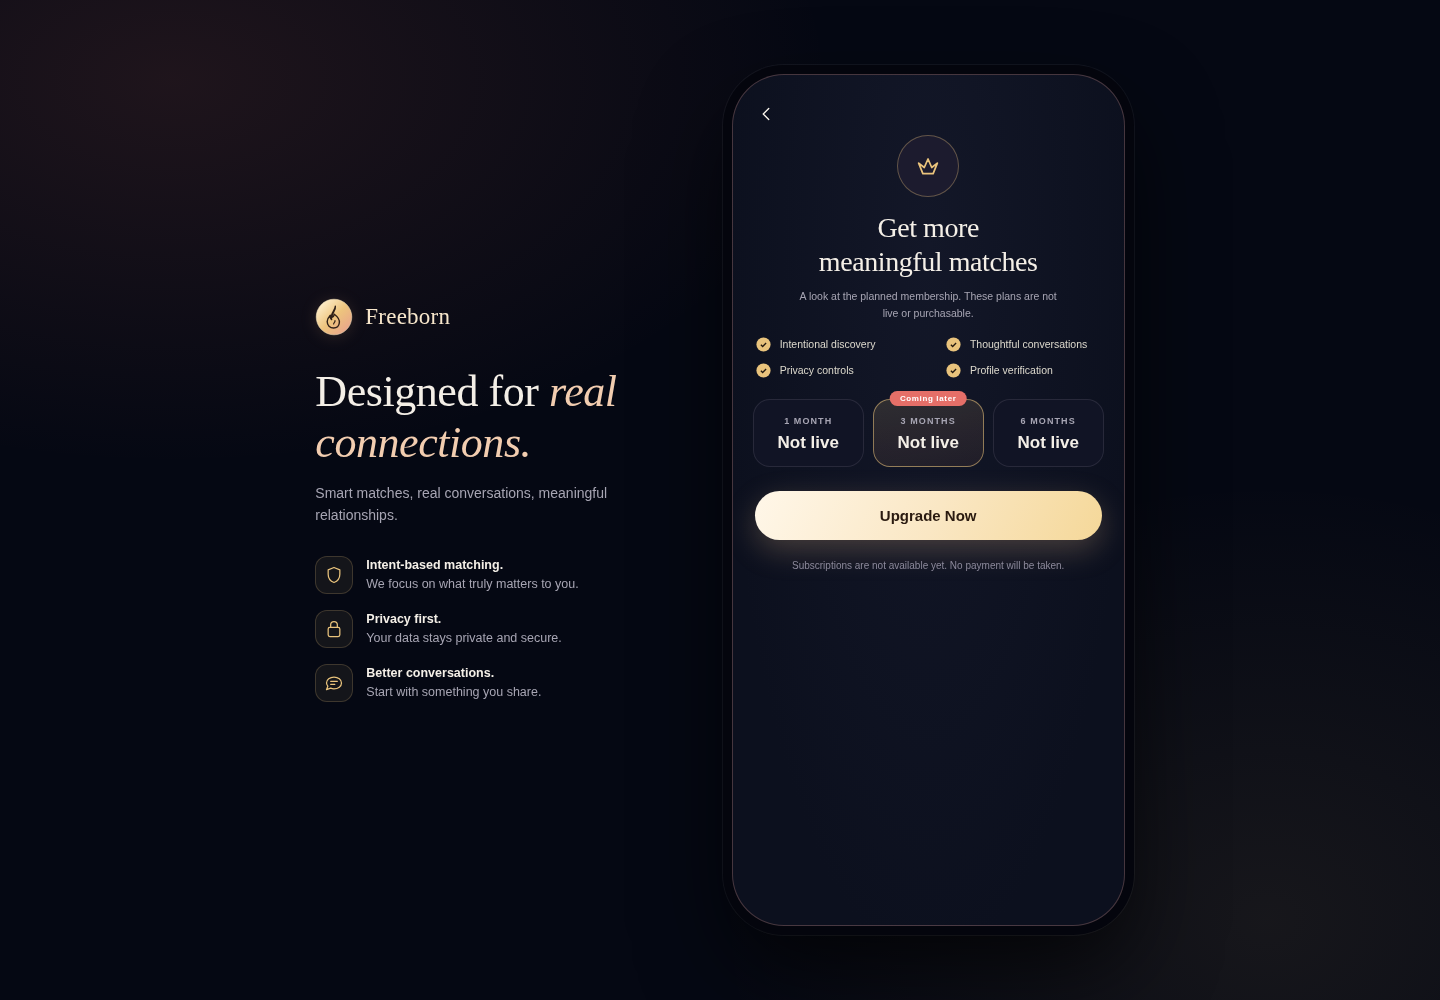 Freeborn
Designed for real
connections.
Smart matches, real conversations, meaningful
relationships.
Intent-based matching.
We focus on what truly matters to you.
Privacy first.
Your data stays private and secure.
Better conversations.
Start with something you share.
Get more
meaningful matches
A look at the planned membership. These plans are not
live or purchasable.
Intentional discovery
Thoughtful conversations
Privacy controls
Profile verification
Coming later
1 MONTH
Not live
3 MONTHS
Not live
6 MONTHS
Not live
Upgrade Now
Subscriptions are not available yet. No payment will be taken.